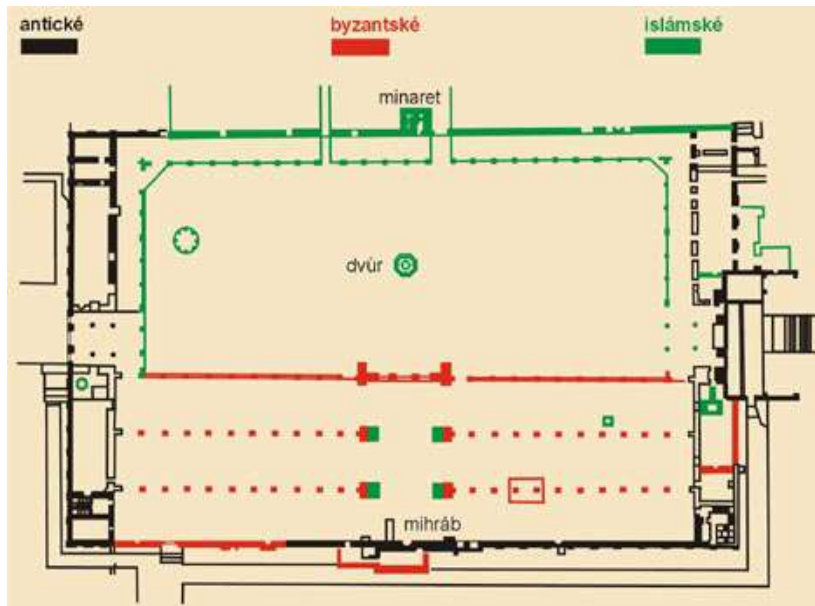 antické
byzantské
islámské
minaret
dvůr
mihráb